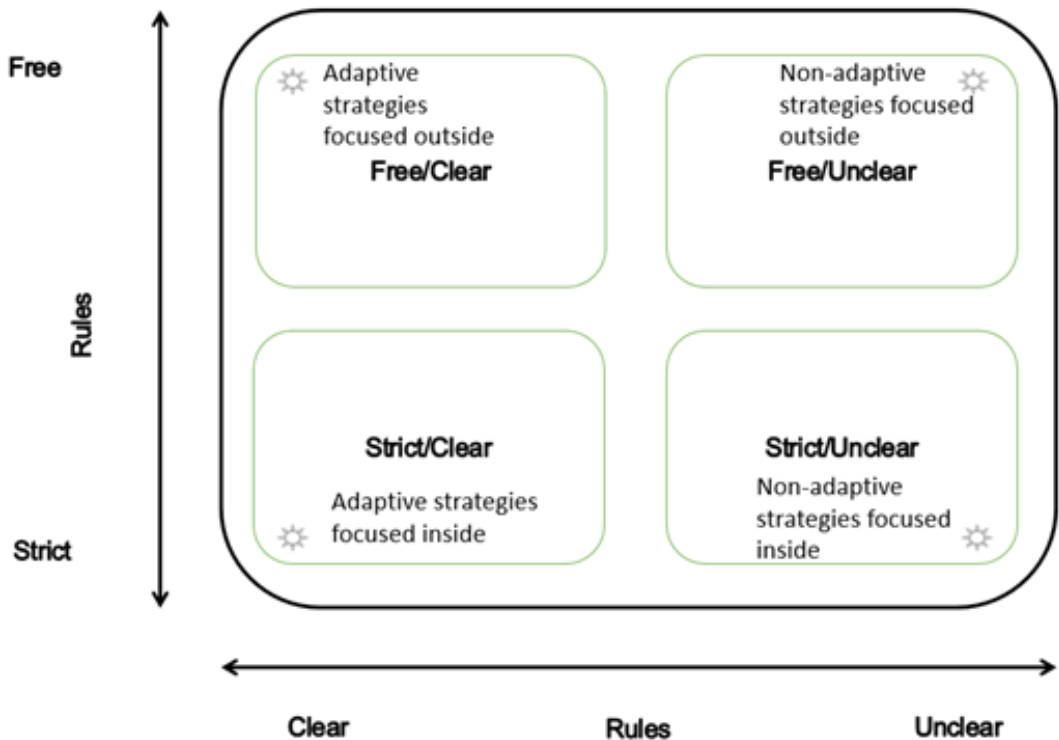 Free
Adaptive
strategies
focused outside
Free/Clear
Non-adaptive
strategies focused
outside
Free/Unclear
Rules
Strict/Clear
Adaptive strategies
focused inside
Strict/Unclear
Non-adaptive
strategies focused
inside
Strict
Clear
Rules
Unclear